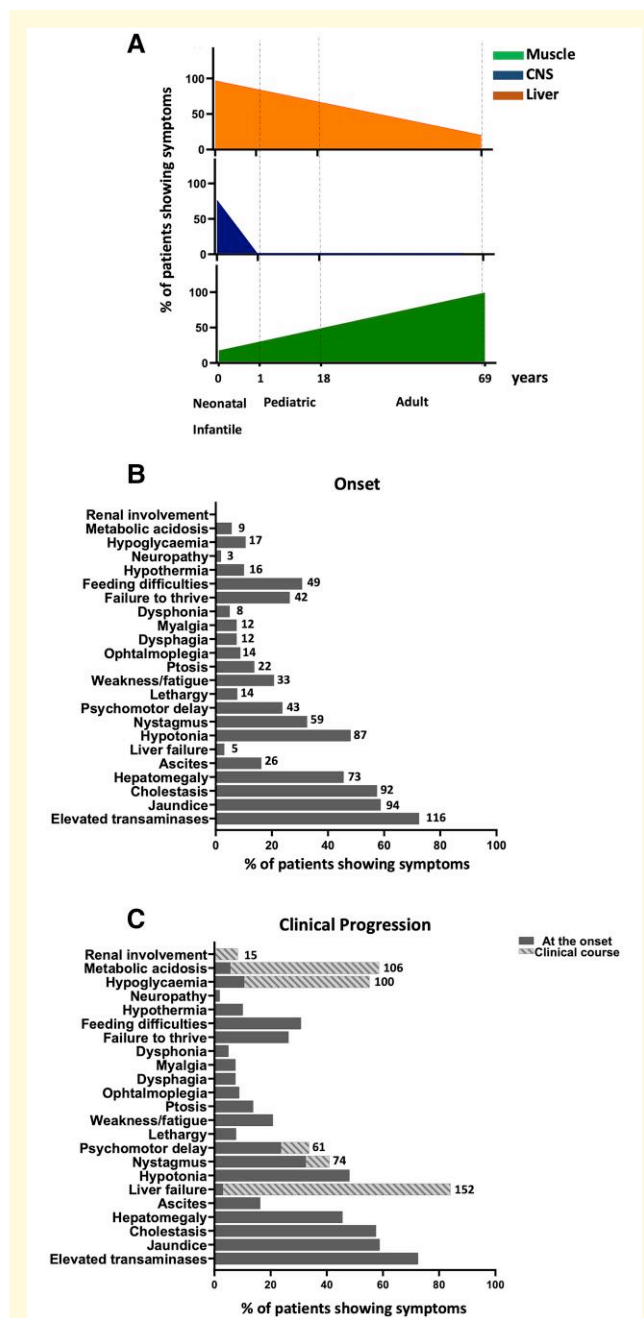 A
Muscle
CNS
Liver
% of patients showing symptoms
100
50
0
100
50
0
100
50
0
0 1 18 69 years
Neonatal Pediatric Adult
Infantile
B
Onset
Renal involvement
Metabolic acidosis 9
Hypoglycaemia 17
Neuropathy 3
Hypothermia 16
Feeding difficulties 49
Failure to thrive 42
Dysphonia 8
Myalgia 12
Dysphagia 12
Ophtalmoplegia 14
Ptosis 22
Weakness/fatigue 33
Lethargy 14
Psychomotor delay 43
Nystagmus 59
Hypotonia 87
Liver failure 5
Ascites 26
Hepatomegaly 73
Cholestasis 92
Jaundice 94
Elevated transaminases 116
0 20 40 60 80 100
% of patients showing symptoms
C
Clinical Progression
At the onset
Clinical course
Renal involvement 15
Metabolic acidosis 106
Hypoglycaemia 100
Neuropathy
Hypothermia
Feeding difficulties
Failure to thrive
Dysphonia
Myalgia
Dysphagia
Ophtalmoplegia
Ptosis
Weakness/fatigue
Lethargy
Psychomotor delay 61
Nystagmus 74
Hypotonia
Liver failure 152
Ascites
Hepatomegaly
Cholestasis
Jaundice
Elevated transaminases
0 20 40 60 80 100
% of patients showing symptoms